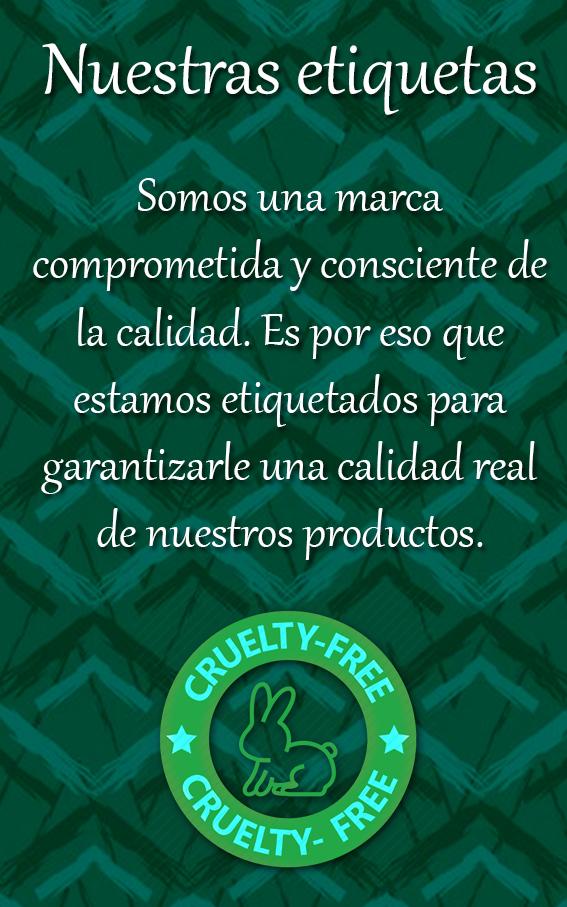 Nuestras etiquetas
Somos una marca
comprometida y consciente de
la calidad. Es por eso que
estamos etiquetados para
garantizarle una calidad real
de nuestros productos.
CRUELTY-FREE
CRUELTY- FREE